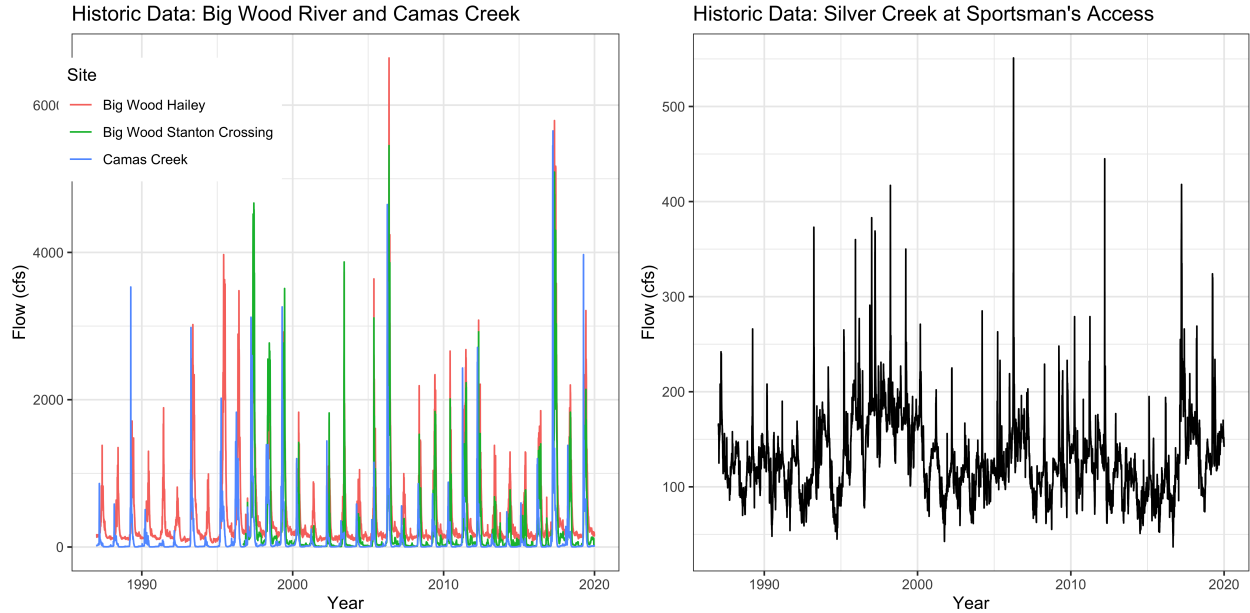 Historic Data: Big Wood River and Camas Creek
Site
Big Wood Hailey
Big Wood Stanton Crossing
Camas Creek
600
4000
2000
0
Flow (cfs)
1990
2000
2010
2020
Year
Historic Data: Silver Creek at Sportsman's Access
500
400
300
200
100
Flow (cfs)
1990
2000
2010
2020
Year